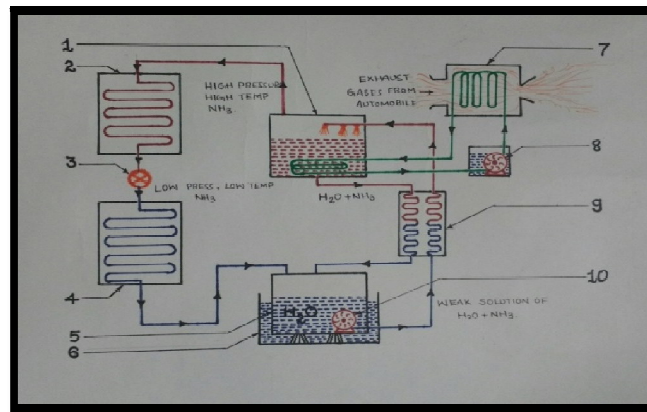 1
2
7
HIGH PRESSURE
HIGH TEMP
NH3.
EXHAUST
GASES FROM
AUTOMOBILE
8
3
LOW PRESS, LOW TEMP
NH3
H2O + NH3
9
4
10
WEAK SOLUTION OF
H2O + NH3.
H2O
5
6